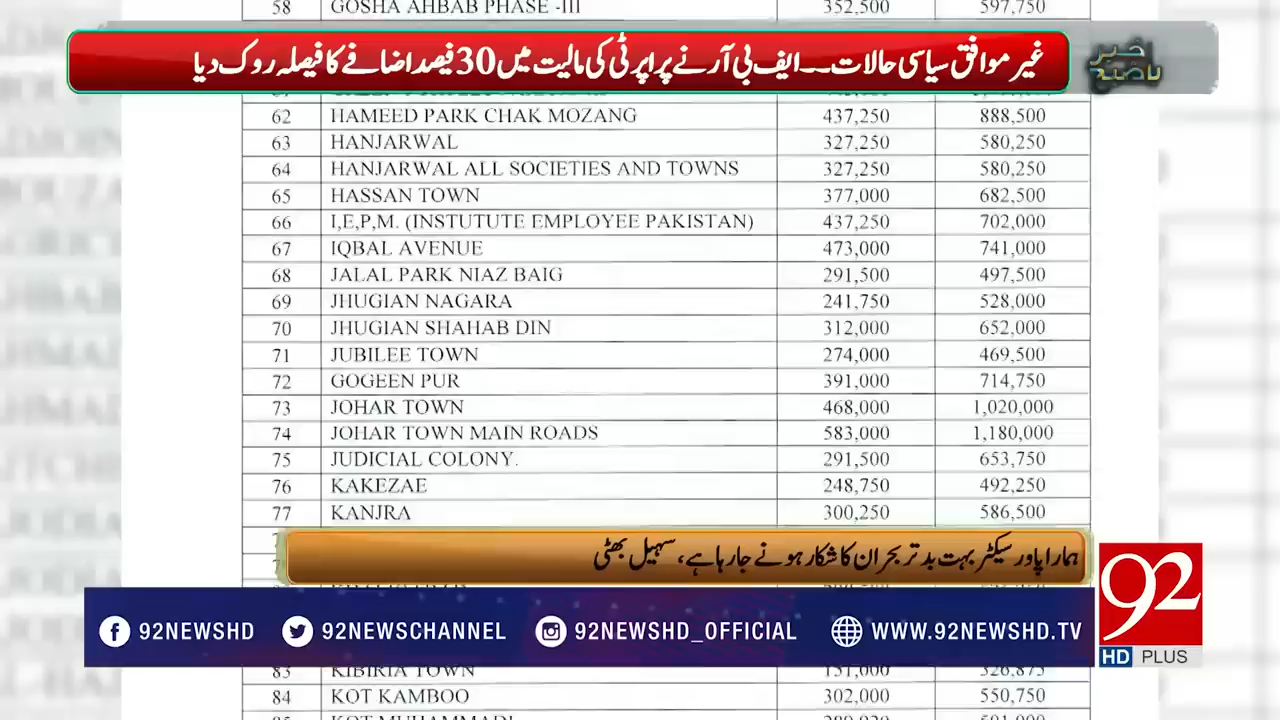 58 GOSHA AHBAB PHASE -III 352,500 597,750
غیر موافق سیاسی حالات۔۔۔ایف بی آر نے پراپرٹی کی مالیت میں 30 فیصد اضافے کا فیصلہ روک دیا
62 HAMEED PARK CHAK MOZANG 437,250 888,500
63 HANJARWAL 327,250 580,250
64 HANJARWAL ALL SOCIETIES AND TOWNS 327,250 580,250
65 HASSAN TOWN 377,000 682,500
66 I,E,P,M. (INSTUTUTE EMPLOYEE PAKISTAN) 437,250 702,000
67 IQBAL AVENUE 473,000 741,000
68 JALAL PARK NIAZ BAIG 291,500 497,500
69 JHUGIAN NAGARA 241,750 528,000
70 JHUGIAN SHAHAB DIN 312,000 652,000
71 JUBILEE TOWN 274,000 469,500
72 GOGEEN PUR 391,000 714,750
73 JOHAR TOWN 468,000 1,020,000
74 JOHAR TOWN MAIN ROADS 583,000 1,180,000
75 JUDICIAL COLONY. 291,500 653,750
76 KAKEZAE 248,750 492,250
77 KANJRA 300,250 586,500
ہمارا پاور سیکٹر بہت بدتر بحران کا شکار ہونے جا رہا ہے، سہیل بھٹی
92NEWSHD 92NEWSCHANNEL 92NEWSHD_OFFICIAL WWW.92NEWSHD.TV
92
HD PLUS
83 KIBIRIA TOWN 151,000 326,875
84 KOT KAMBOO 302,000 550,750